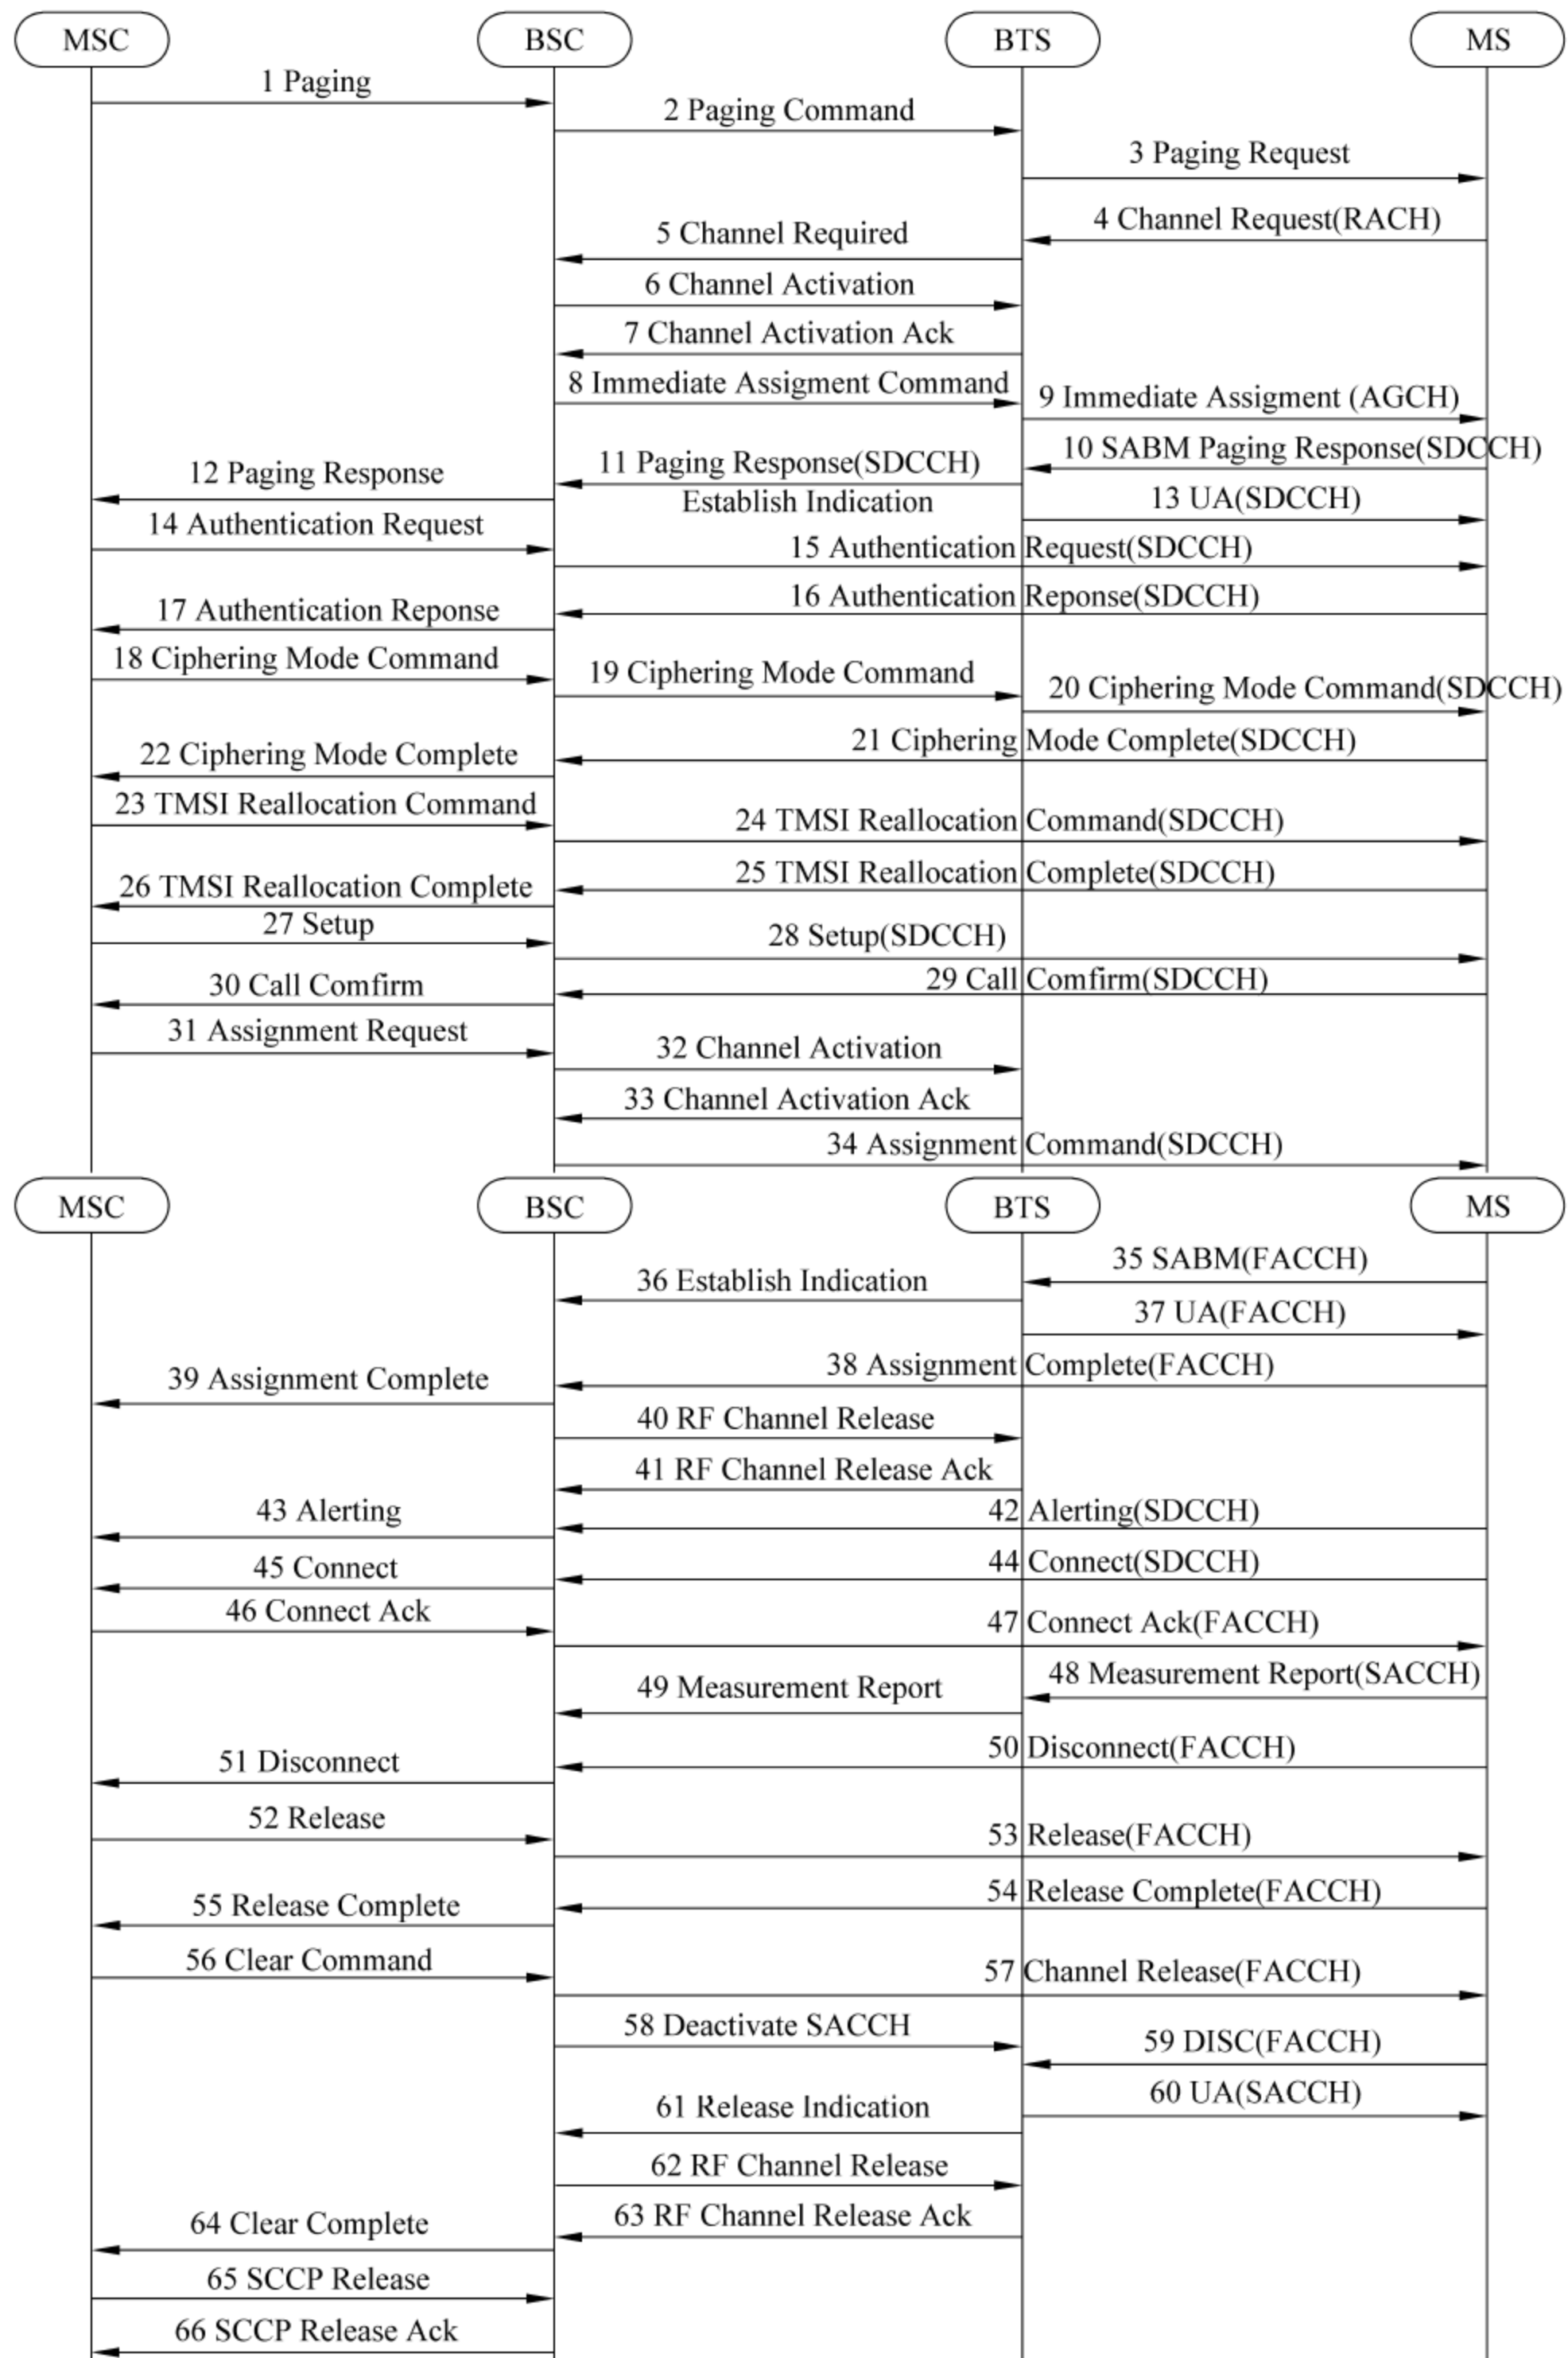 MSC
BSC
BTS
MS
1 Paging
2 Paging Command
3 Paging Request
4 Channel Request(RACH)
5 Channel Required
6 Channel Activation
7 Channel Activation Ack
8 Immediate Assigment Command
9 Immediate Assigment (AGCH)
10 SABM Paging Response(SDCCH)
11 Paging Response(SDCCH)
Establish Indication
12 Paging Response
13 UA(SDCCH)
14 Authentication Request
15 Authentication Request(SDCCH)
16 Authentication Reponse(SDCCH)
17 Authentication Reponse
18 Ciphering Mode Command
19 Ciphering Mode Command
20 Ciphering Mode Command(SDCCH)
21 Ciphering Mode Complete(SDCCH)
22 Ciphering Mode Complete
23 TMSI Reallocation Command
24 TMSI Reallocation Command(SDCCH)
25 TMSI Reallocation Complete(SDCCH)
26 TMSI Reallocation Complete
27 Setup
28 Setup(SDCCH)
29 Call Comfirm(SDCCH)
30 Call Comfirm
31 Assignment Request
32 Channel Activation
33 Channel Activation Ack
34 Assignment Command(SDCCH)
MSC
BSC
BTS
MS
35 SABM(FACCH)
36 Establish Indication
37 UA(FACCH)
38 Assignment Complete(FACCH)
39 Assignment Complete
40 RF Channel Release
41 RF Channel Release Ack
42 Alerting(SDCCH)
43 Alerting
44 Connect(SDCCH)
45 Connect
46 Connect Ack
47 Connect Ack(FACCH)
48 Measurement Report(SACCH)
49 Measurement Report
50 Disconnect(FACCH)
51 Disconnect
52 Release
53 Release(FACCH)
54 Release Complete(FACCH)
55 Release Complete
56 Clear Command
57 Channel Release(FACCH)
58 Deactivate SACCH
59 DISC(FACCH)
60 UA(SACCH)
61 Release Indication
62 RF Channel Release
63 RF Channel Release Ack
64 Clear Complete
65 SCCP Release
66 SCCP Release Ack